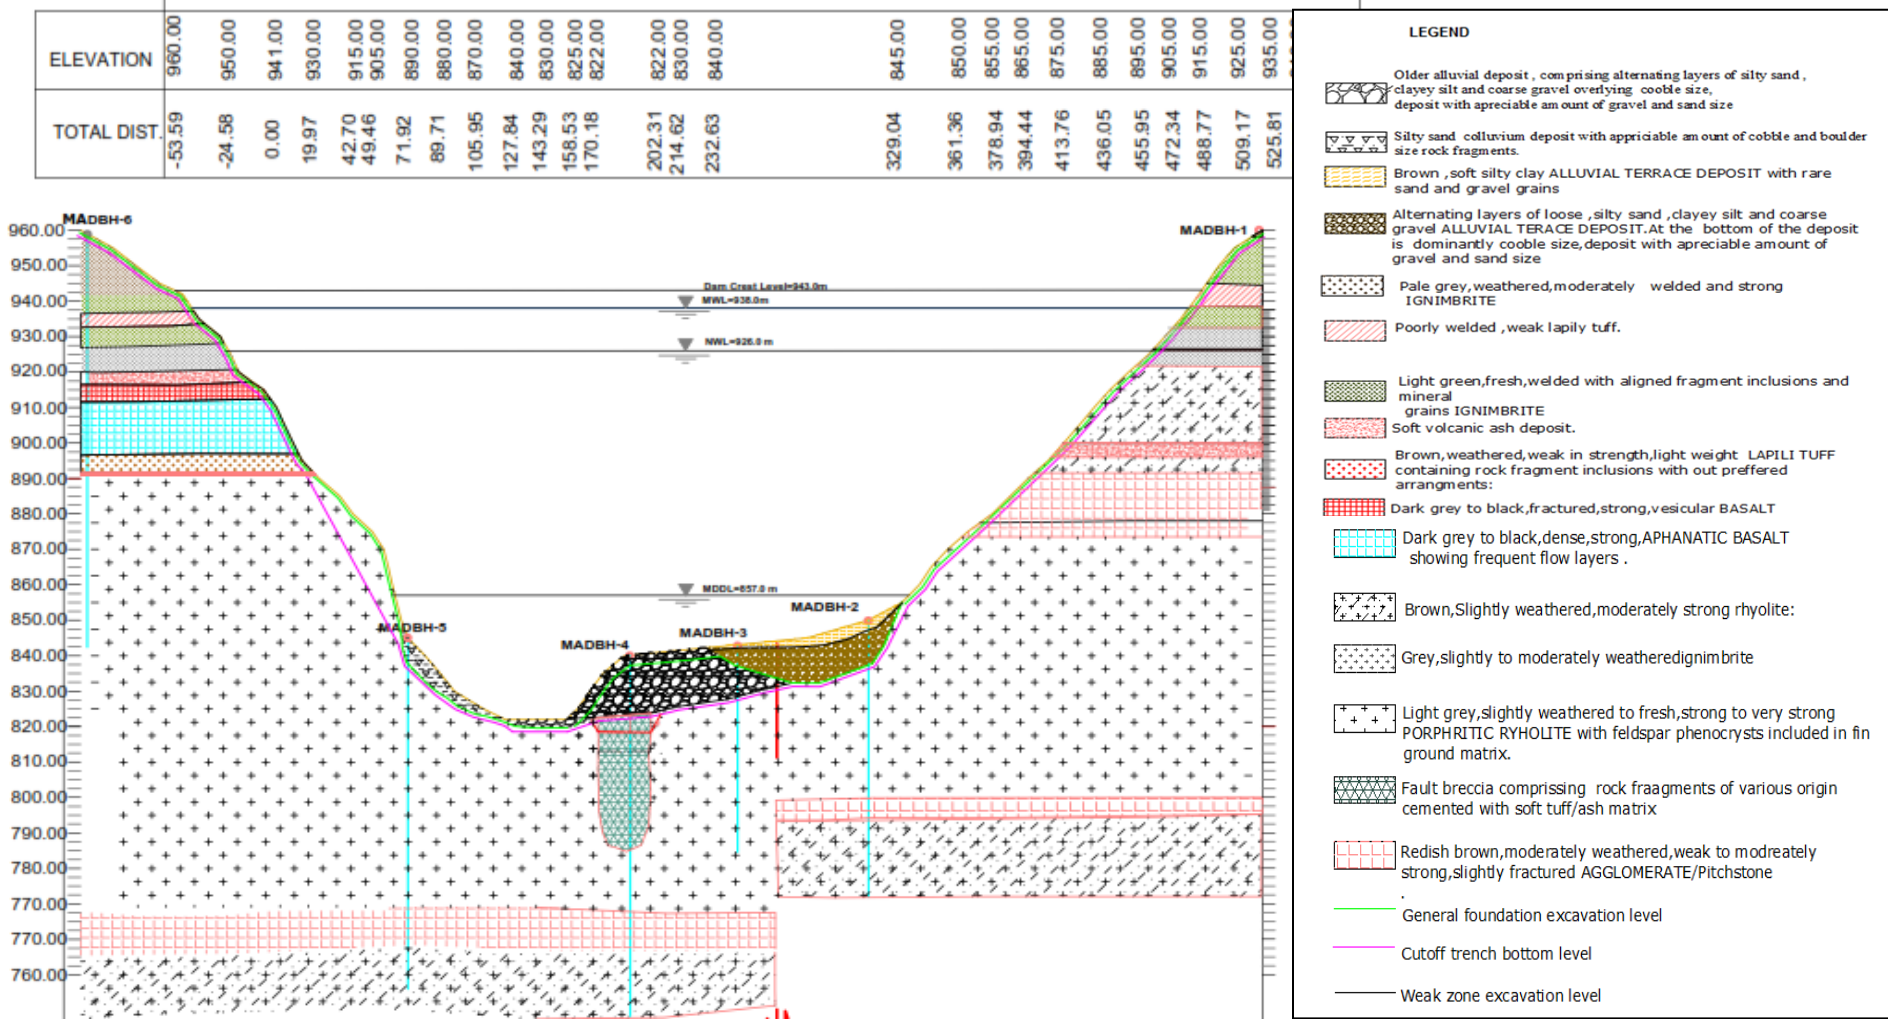 ELEVATION 960.00 950.00 941.00 930.00 915.00 905.00 890.00 880.00 870.00 840.00 830.00 825.00 822.00 822.00 830.00 840.00 845.00 850.00 855.00 865.00 875.00 885.00 895.00 905.00 915.00 925.00 935.00
TOTAL DIST. -53.59 -24.58 0.00 19.97 42.70 49.46 71.92 89.71 105.95 127.84 143.29 158.53 170.18 202.31 214.62 232.63 329.04 361.36 378.94 394.44 413.76 436.05 455.95 472.34 488.77 509.17 525.81
MADBH-6
MADBH-1
960.00
950.00
940.00
930.00
920.00
910.00
900.00
890.00
880.00
870.00
860.00
850.00
840.00
830.00
820.00
810.00
800.00
790.00
780.00
770.00
760.00
Dam Creat Level=943.0m
MWL=938.0m
NWL=926.0 m
MDDL=857.0 m
MADBH-2
MADBH-5
MADBH-3
MADBH-4
LEGEND
Older alluvial deposit , comprising alternating layers of silty sand ,
clayey silt and coarse gravel overlying cooble size,
deposit with apreciable amount of gravel and sand size
Silty sand colluvium deposit with appriciable amount of cobble and boulder
size rock fragments.
Brown ,soft silty clay ALLUVIAL TERRACE DEPOSIT with rare
sand and gravel grains
Alternating layers of loose ,silty sand ,clayey silt and coarse
gravel ALLUVIAL TERACE DEPOSIT.At the bottom of the deposit
is dominantly cooble size,deposit with apreciable amount of
gravel and sand size
Pale grey,weathered,moderately welded and strong
IGNIMBRITE
Poorly welded ,weak lapily tuff.
Light green,fresh,welded with aligned fragment inclusions and
mineral
grains IGNIMBRITE
Soft volcanic ash deposit.
Brown,weathered,weak in strength,light weight LAPILI TUFF
containing rock fragment inclusions with out preffered
arrangments:
Dark grey to black,fractured,strong,vesicular BASALT
Dark grey to black,dense,strong,APHANATIC BASALT
showing frequent flow layers .
Brown,Slightly weathered,moderately strong rhyolite:
Grey,slightly to moderately weatheredignimbrite
Light grey,slightly weathered to fresh,strong to very strong
PORPHRITIC RYHOLITE with feldspar phenocrysts included in fin
ground matrix.
Fault breccia comprissing rock fraagments of various origin
cemented with soft tuff/ash matrix
Redish brown,moderately weathered,weak to modreately
strong,slightly fractured AGGLOMERATE/Pitchstone
.
General foundation excavation level
Cutoff trench bottom level
Weak zone excavation level